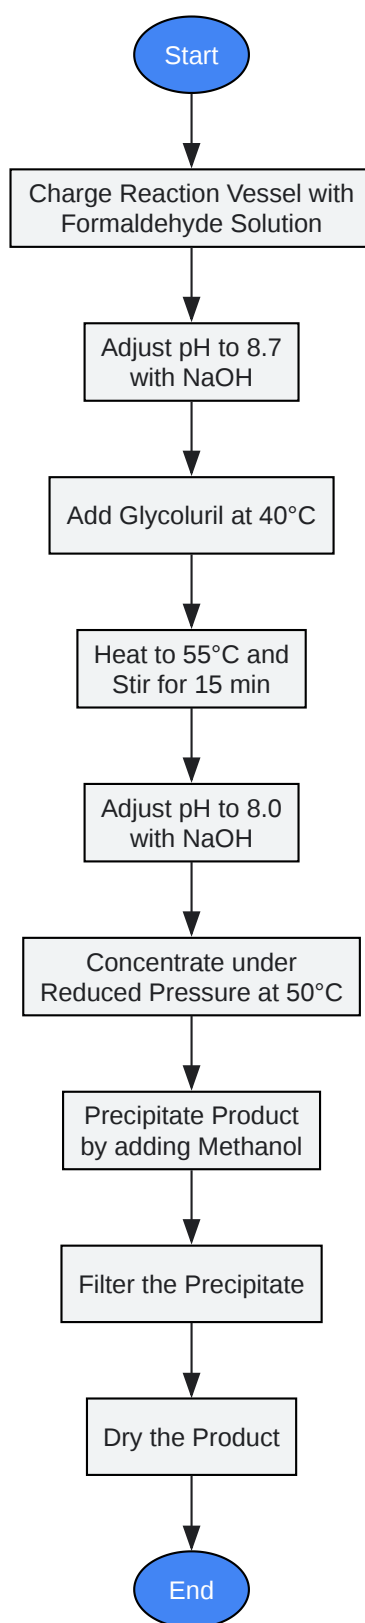 Start
Charge Reaction Vessel with
Formaldehyde Solution
Adjust pH to 8.7
with NaOH
Add Glycoluril at 40°C
Heat to 55°C and
Stir for 15 min
Adjust pH to 8.0
with NaOH
Concentrate under
Reduced Pressure at 50°C
Precipitate Product
by adding Methanol
Filter the Precipitate
Dry the Product
End